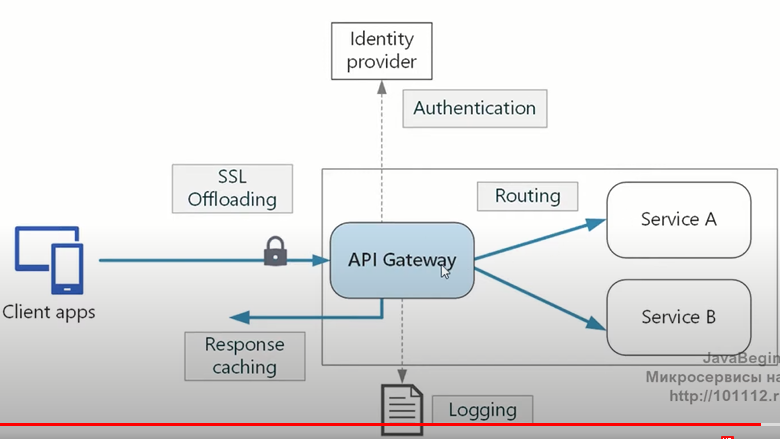 Identity
provider
Authentication
SSL
Offloading
Routing
Service A
API Gateway
Client apps
Service B
Response
caching
Logging
JavaBegin
Микросервисы на
http://101112.r